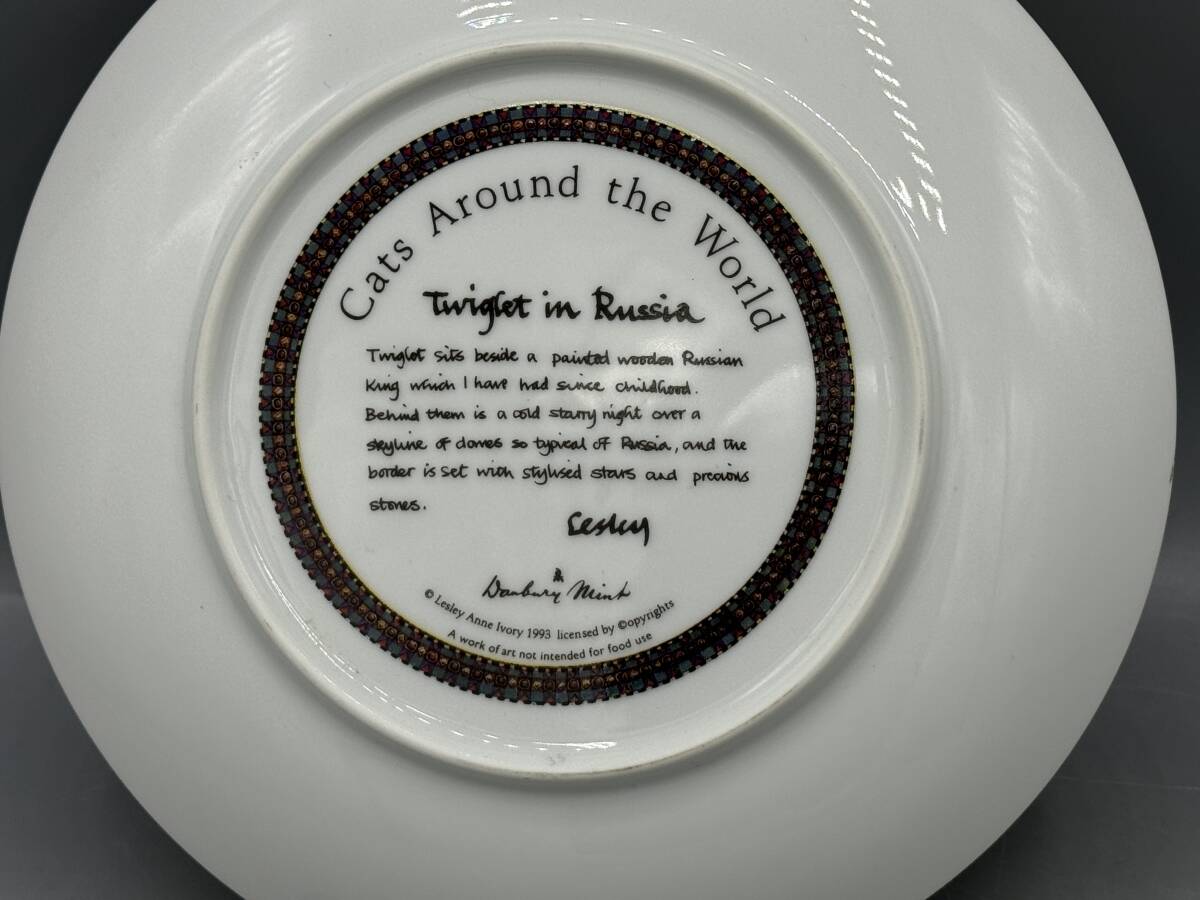 Cats Around the World
Twiglet in Russia
Twiglet sits beside a painted wooden Russian
King which I have had since childhood.
Behind them is a cold starry night over a
skyline of domes so typical of Russia, and the
border is set with stylised stars and precious
stones.
Lesley
Danbury Mint
© Lesley Anne Ivory 1993 licensed by ©opyrights
A work of art not intended for food use
35